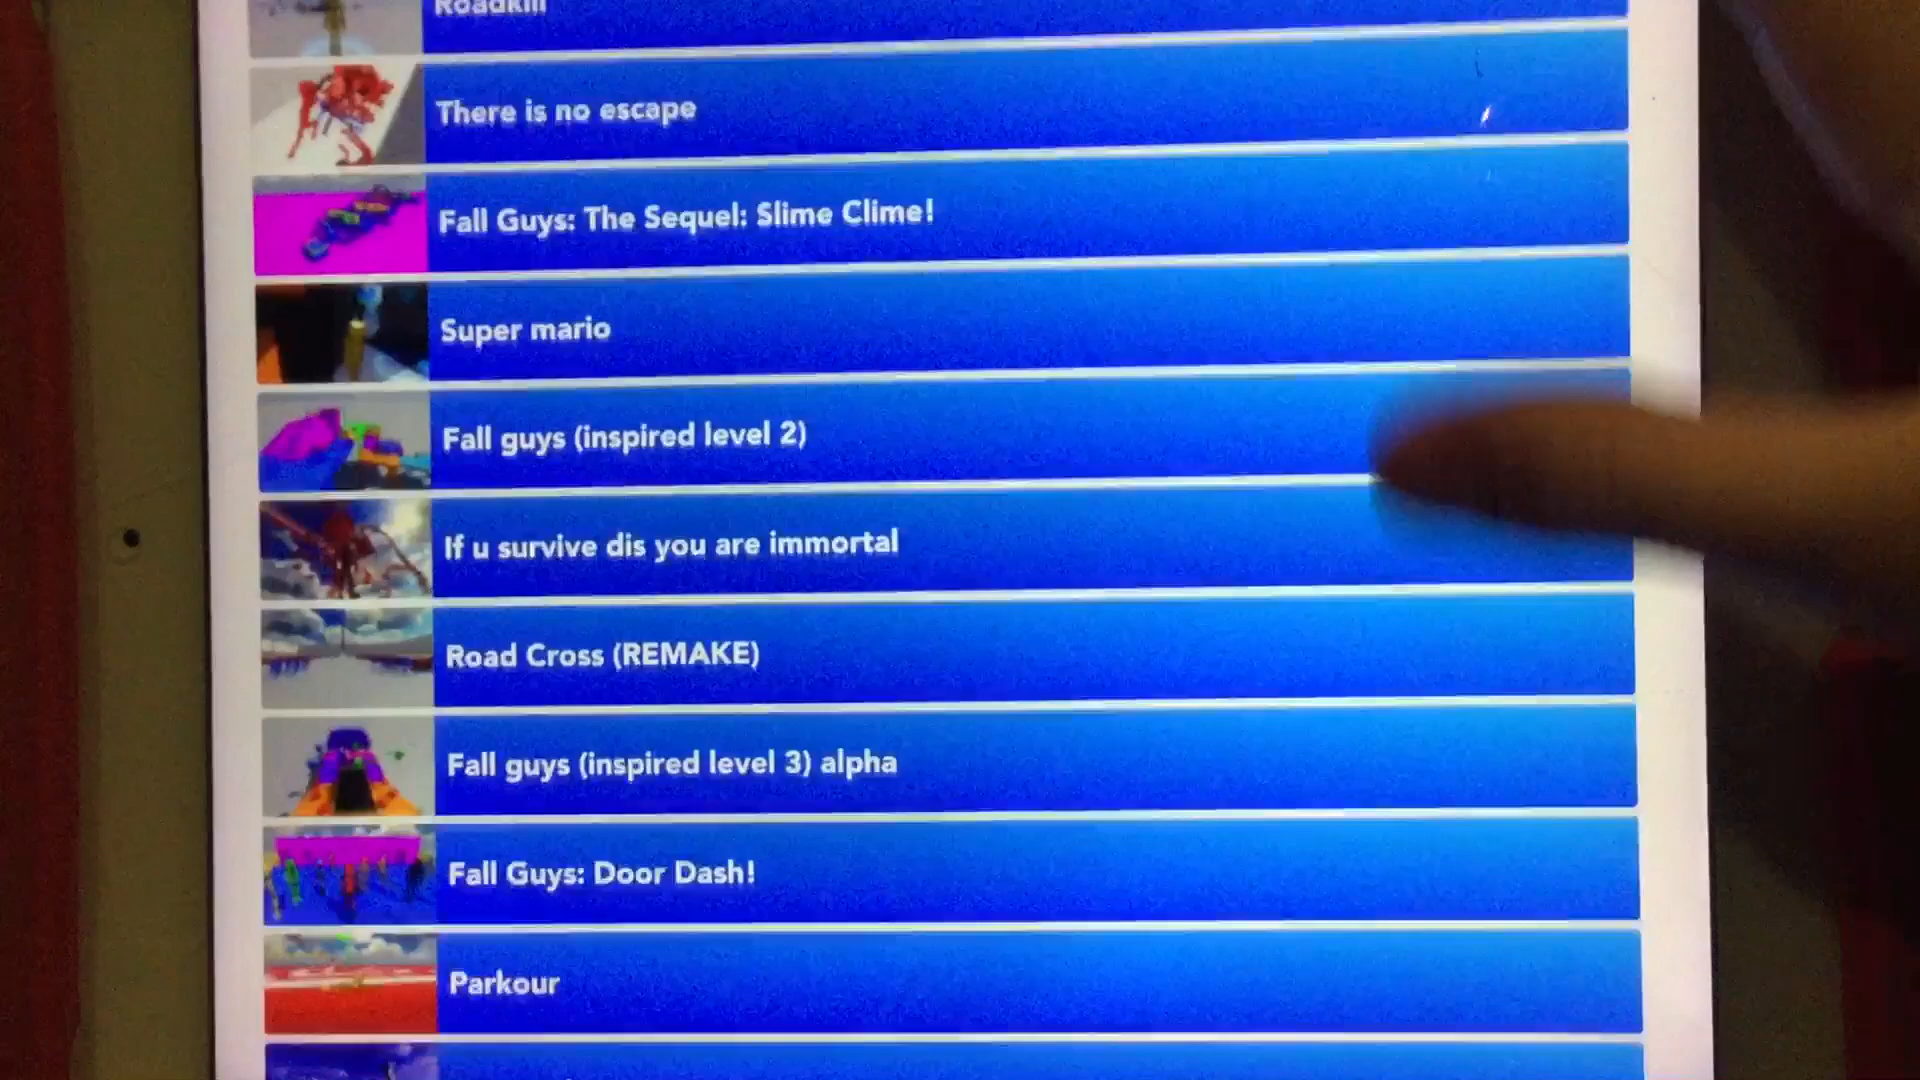 Roadkill
There is no escape
Fall Guys: The Sequel: Slime Clime!
Super mario
Fall guys (inspired level 2)
If u survive dis you are immortal
Road Cross (REMAKE)
Fall guys (inspired level 3) alpha
Fall Guys: Door Dash!
Parkour